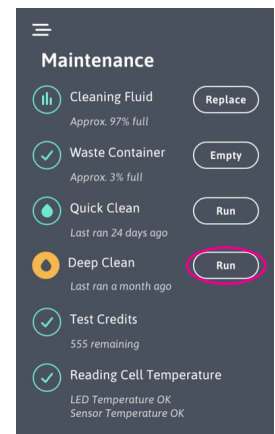 Maintenance
Cleaning Fluid
Replace
Approx. 97% full
Waste Container
Empty
Approx. 3% full
Quick Clean
Run
Last ran 24 days ago
Deep Clean
Run
Last ran a month ago
Test Credits
555 remaining
Reading Cell Temperature
LED Temperature OK
Sensor Temperature OK